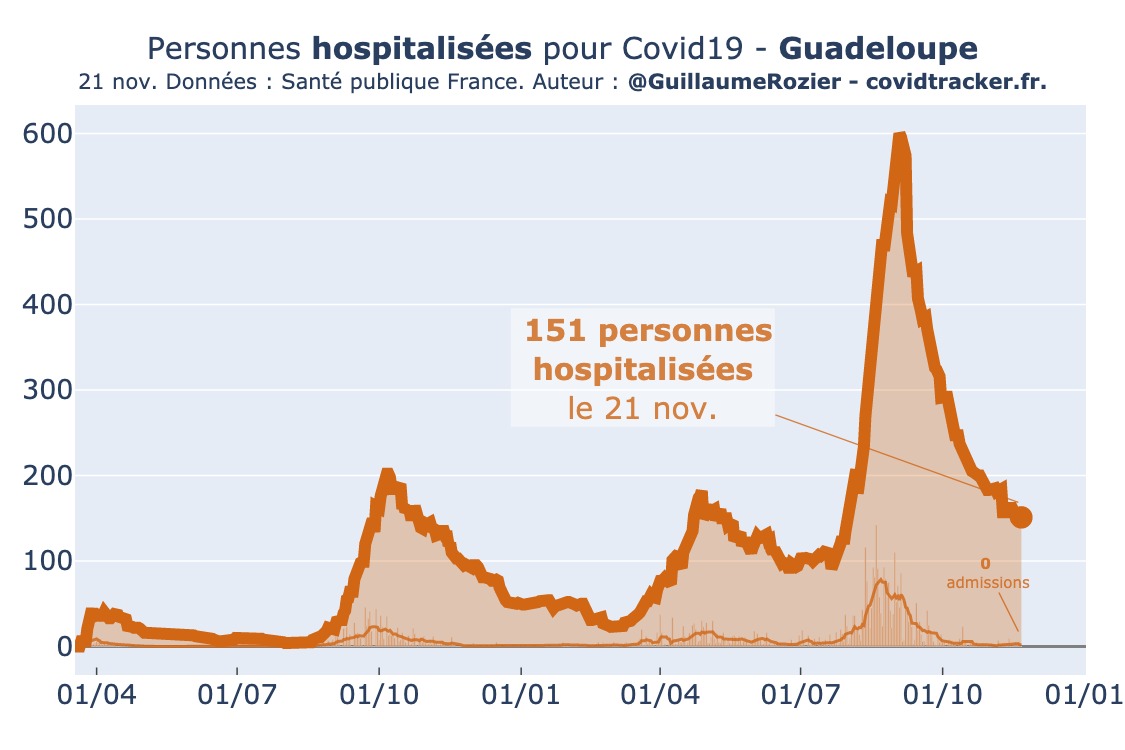 Personnes hospitalisées pour Covid19 - Guadeloupe
21 nov. Données : Santé publique France. Auteur : @GuillaumeRozier - covidtracker.fr.
600
500
400
300
200
100
0
151 personnes
hospitalisées
le 21 nov.
0
admissions
01/04 01/07 01/10 01/01 01/04 01/07 01/10 01/01